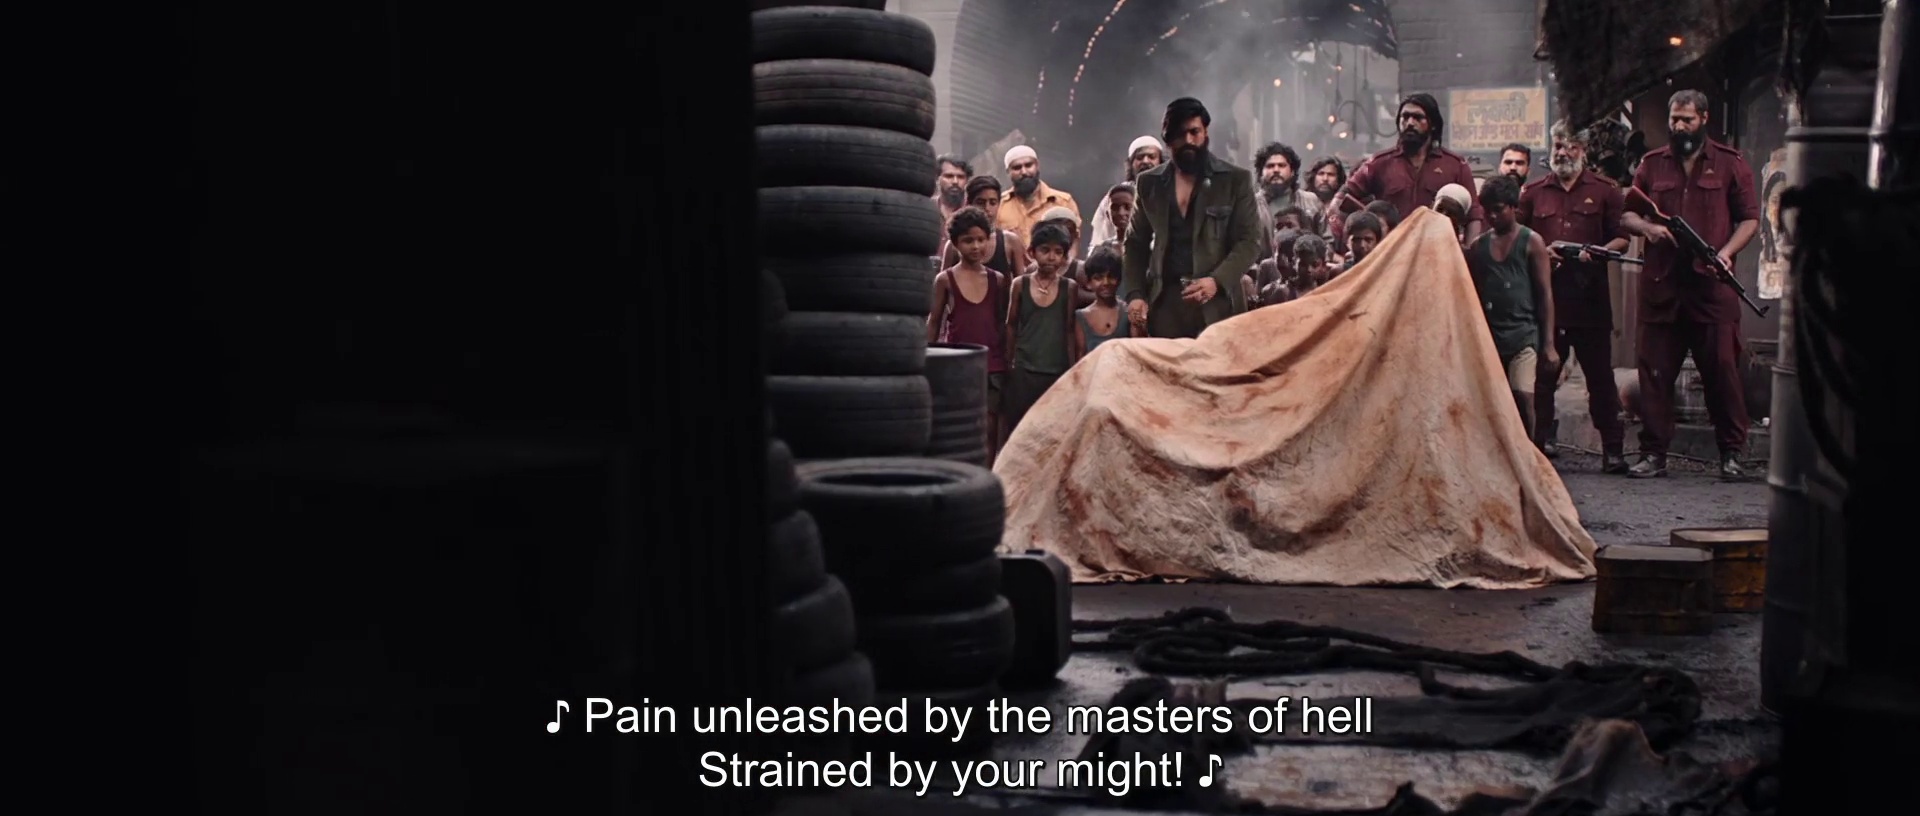 ♪ Pain unleashed by the masters of hell
Strained by your might! ♪